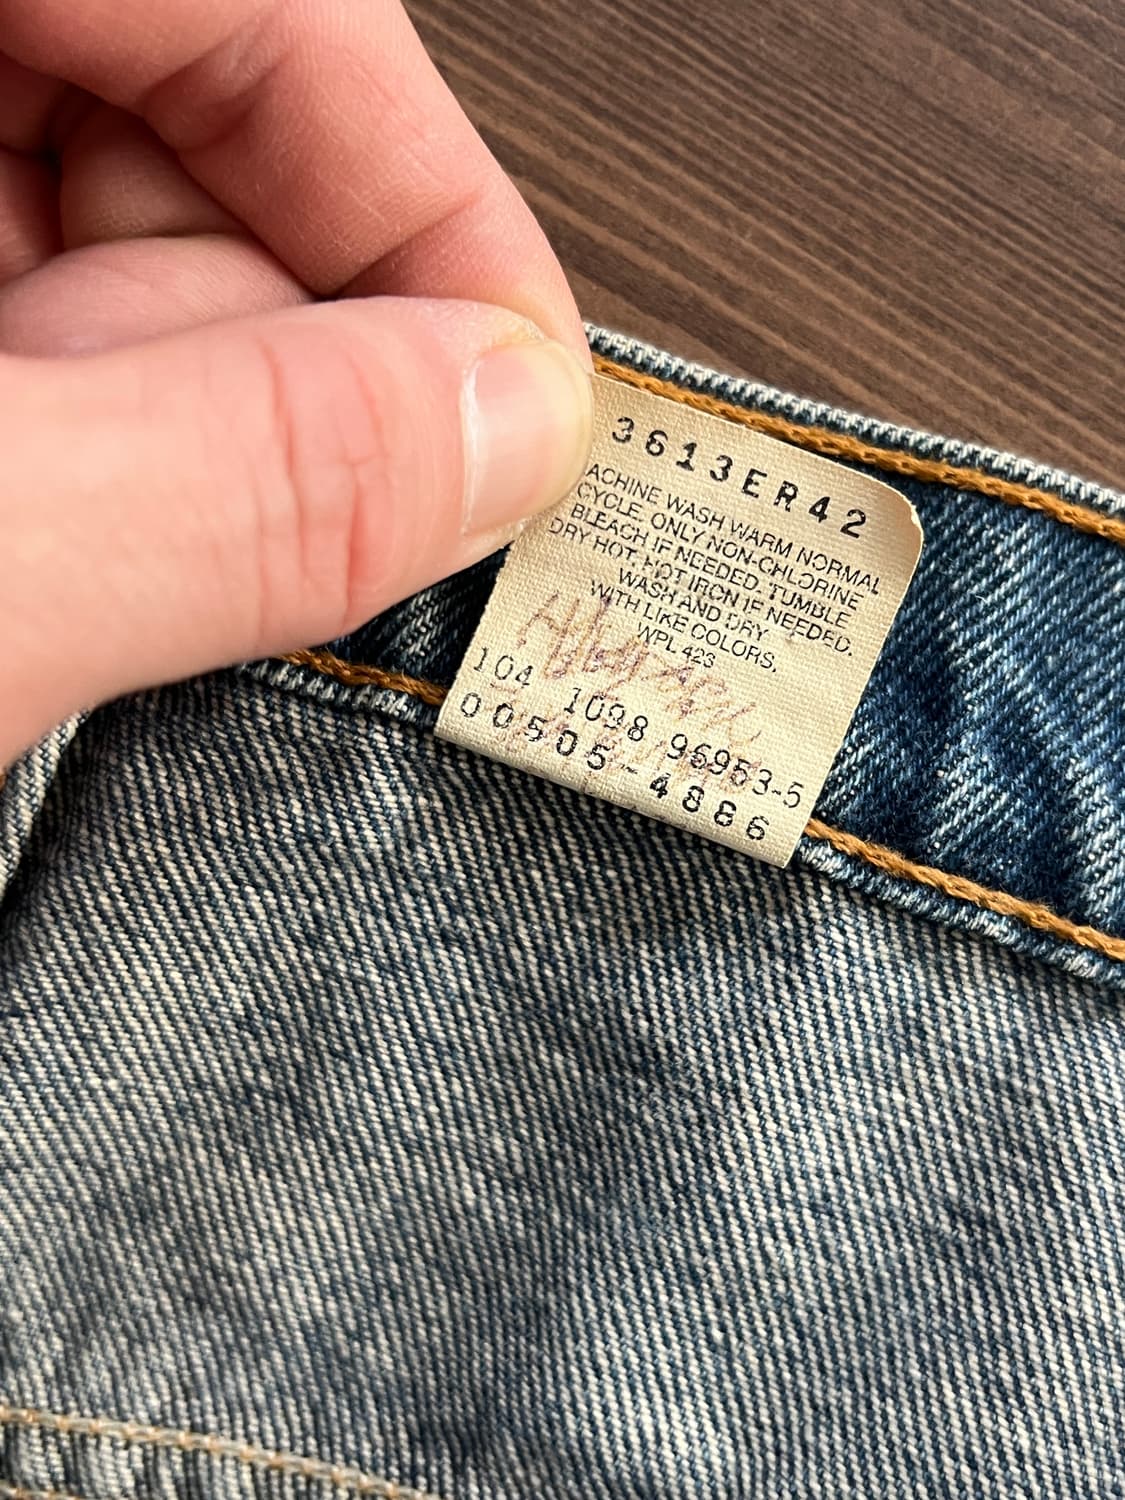 3613ER42
ACHINE WASH WARM NORMAL
CYCLE. ONLY NON-CHLORINE
BLEACH IF NEEDED. TUMBLE
DRY HOT. HOT IRON IF NEEDED.
WASH AND DRY
WITH LIKE COLORS.
WPL 423
104 1098 96953-5
00505-4886